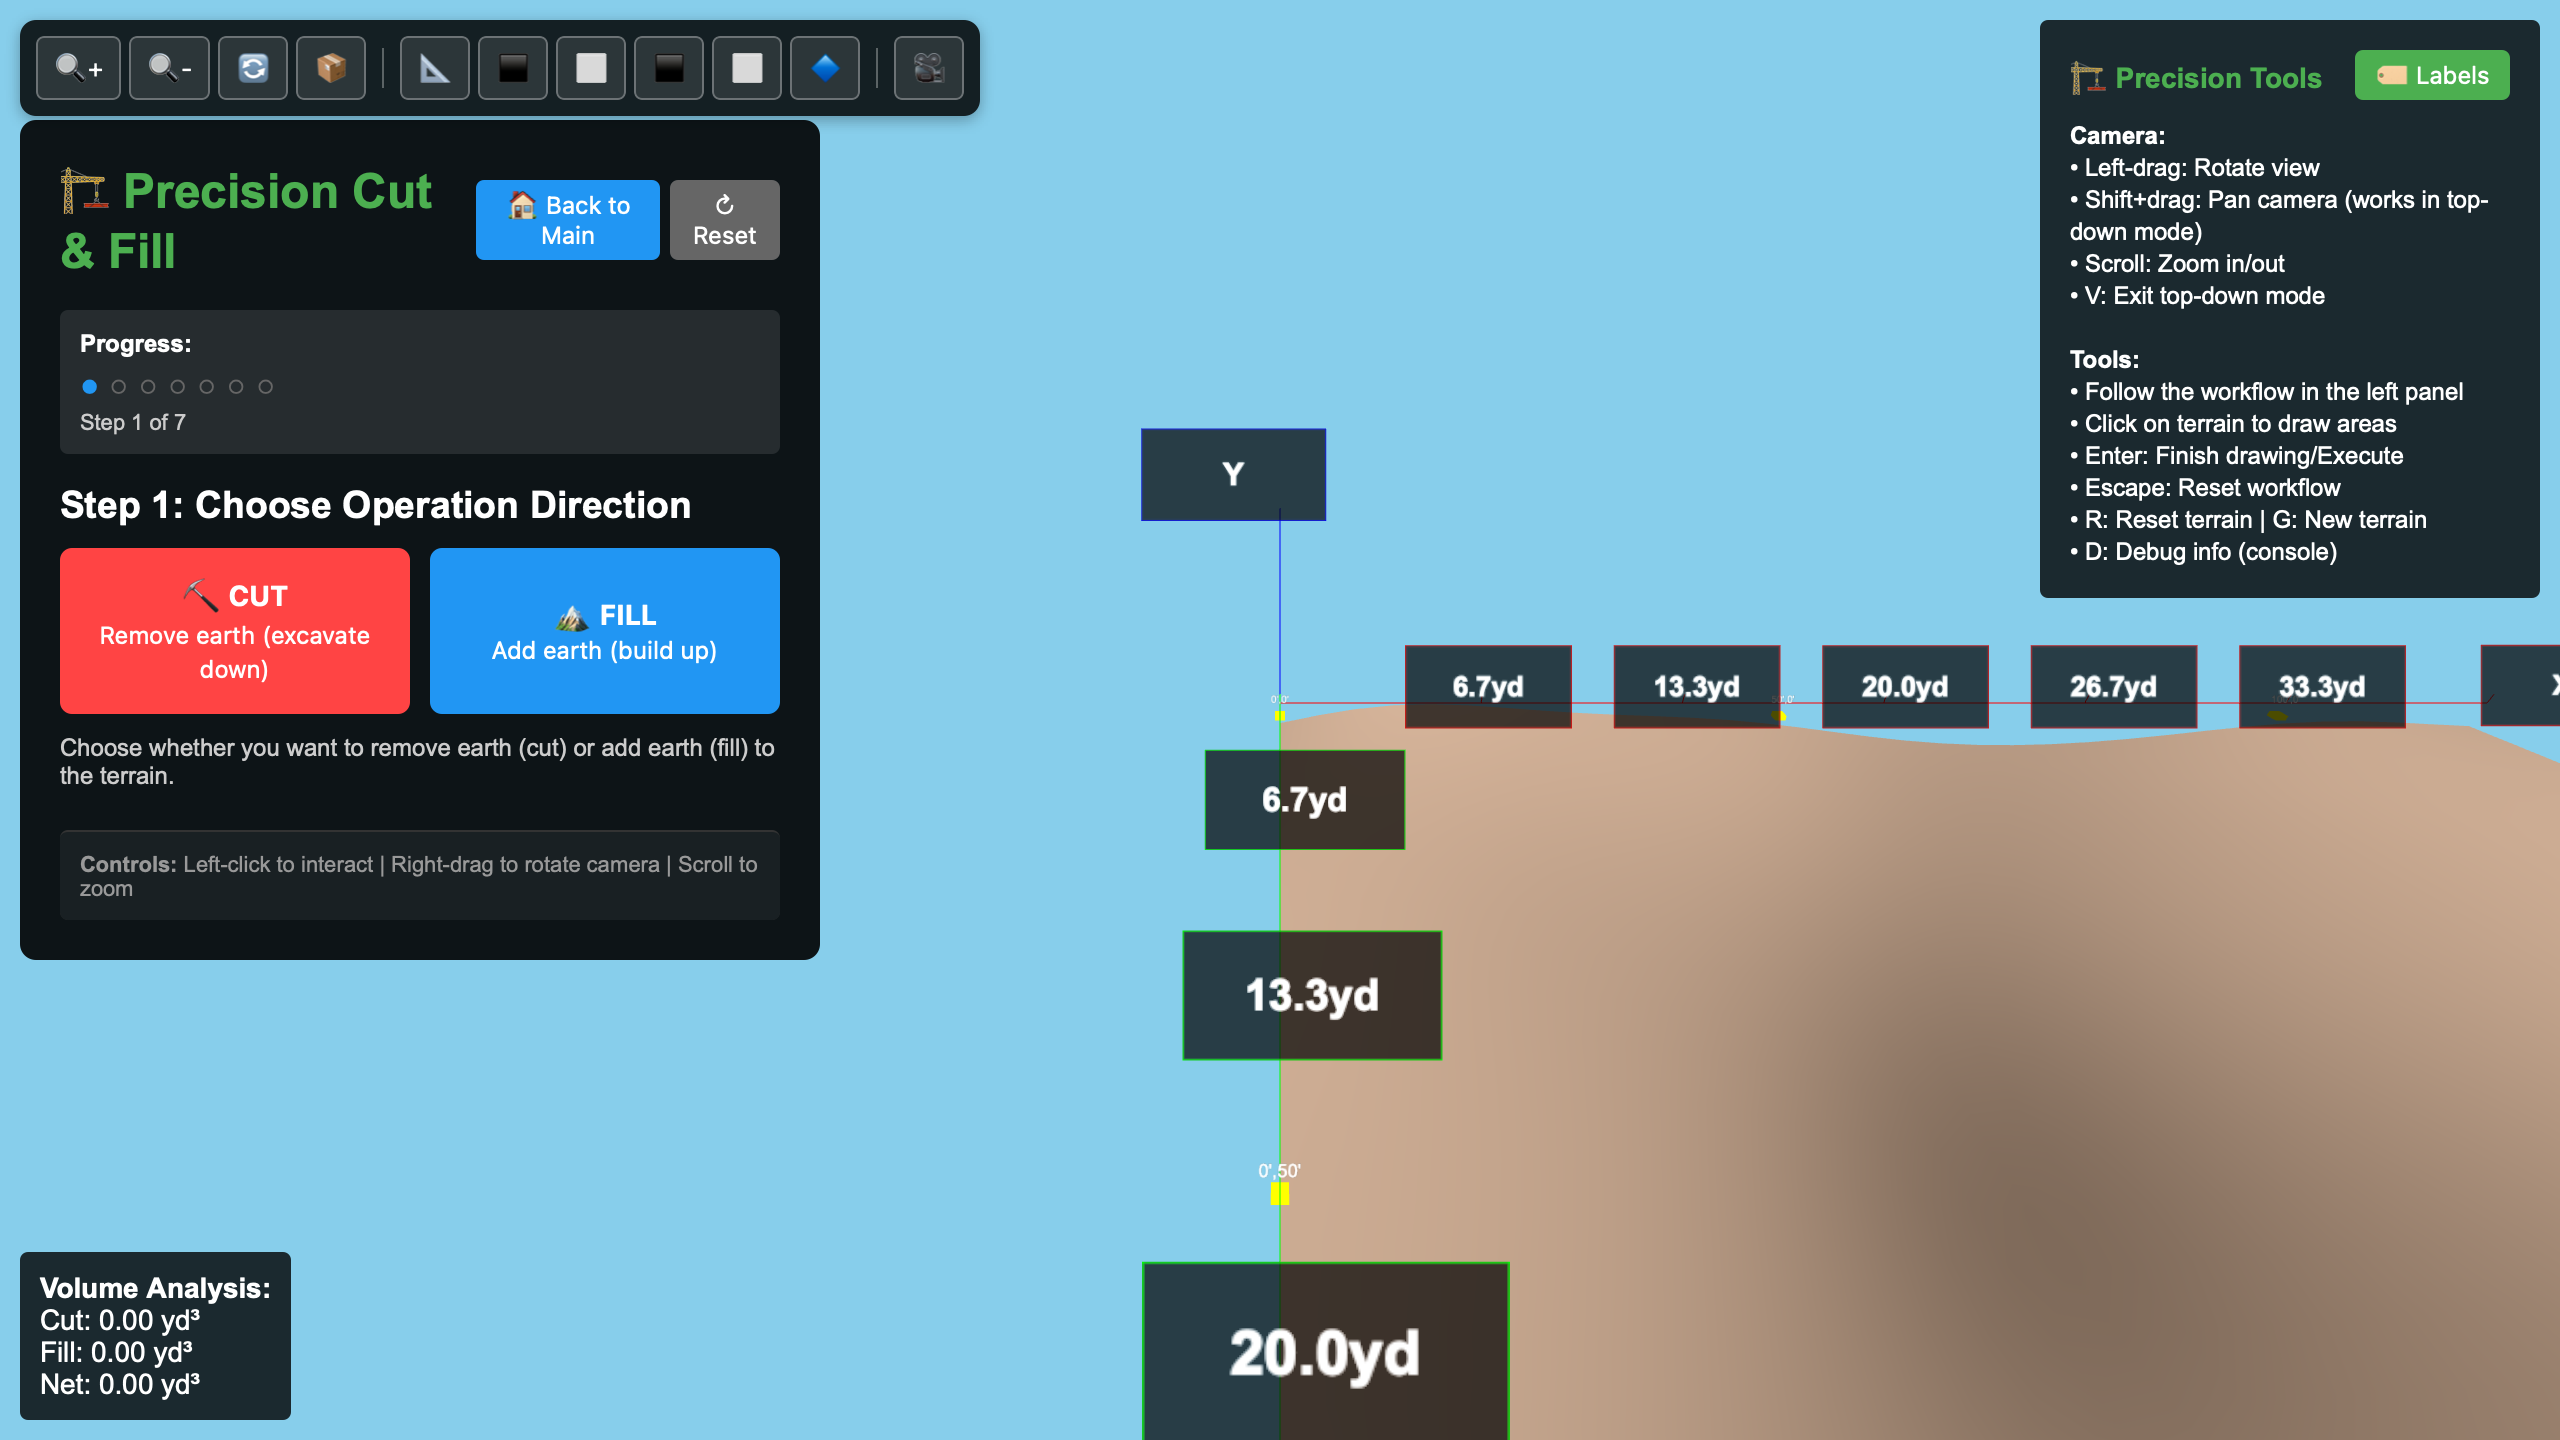 +
-
Precision Cut
& Fill
Back to
Main
↻
Reset
Progress:
Step 1 of 7
Step 1: Choose Operation Direction
CUT
Remove earth (excavate
down)
FILL
Add earth (build up)
Choose whether you want to remove earth (cut) or add earth (fill) to
the terrain.
Controls: Left-click to interact | Right-drag to rotate camera | Scroll to
zoom
Volume Analysis:
Cut: 0.00 yd³
Fill: 0.00 yd³
Net: 0.00 yd³
Precision Tools
Labels
Camera:
• Left-drag: Rotate view
• Shift+drag: Pan camera (works in top-
down mode)
• Scroll: Zoom in/out
• V: Exit top-down mode
Tools:
• Follow the workflow in the left panel
• Click on terrain to draw areas
• Enter: Finish drawing/Execute
• Escape: Reset workflow
• R: Reset terrain | G: New terrain
• D: Debug info (console)
Y
0',0'
6.7yd
13.3yd
20.0yd
26.7yd
33.3yd
6.7yd
13.3yd
0',50'
20.0yd